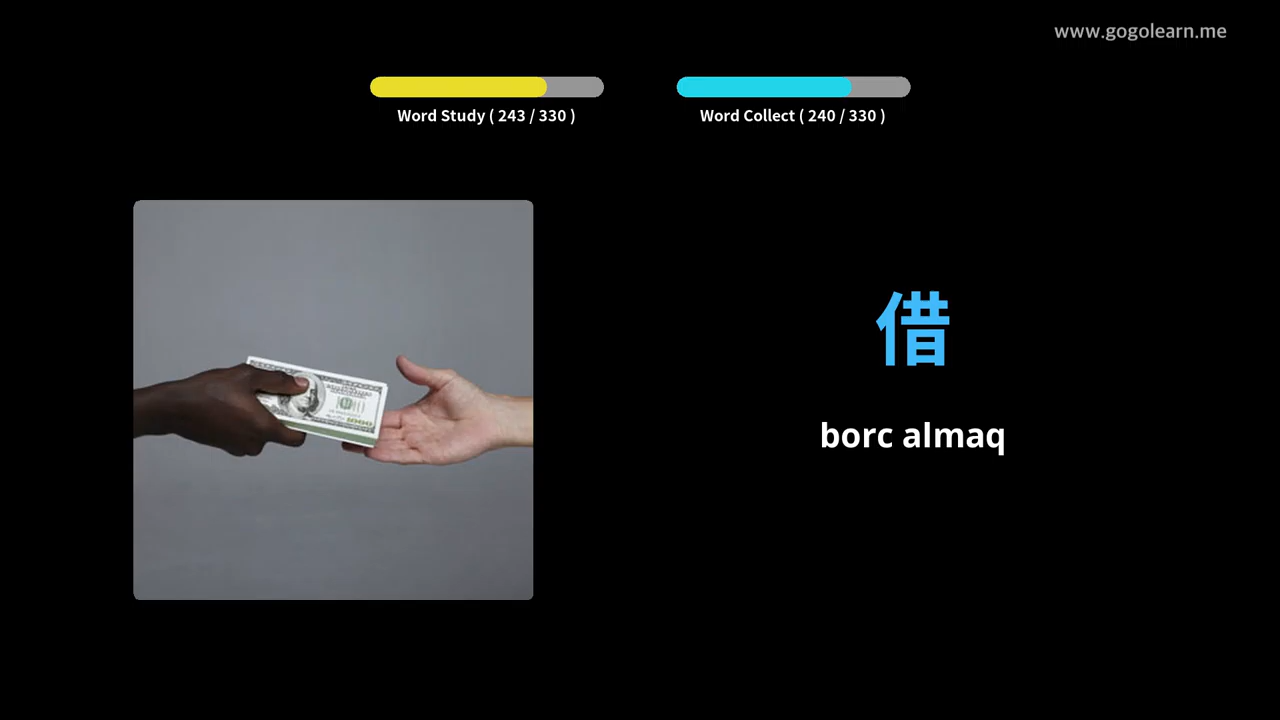 www.gogolearn.me
Word Study ( 243 / 330 )
Word Collect ( 240 / 330 )
借
borc almaq